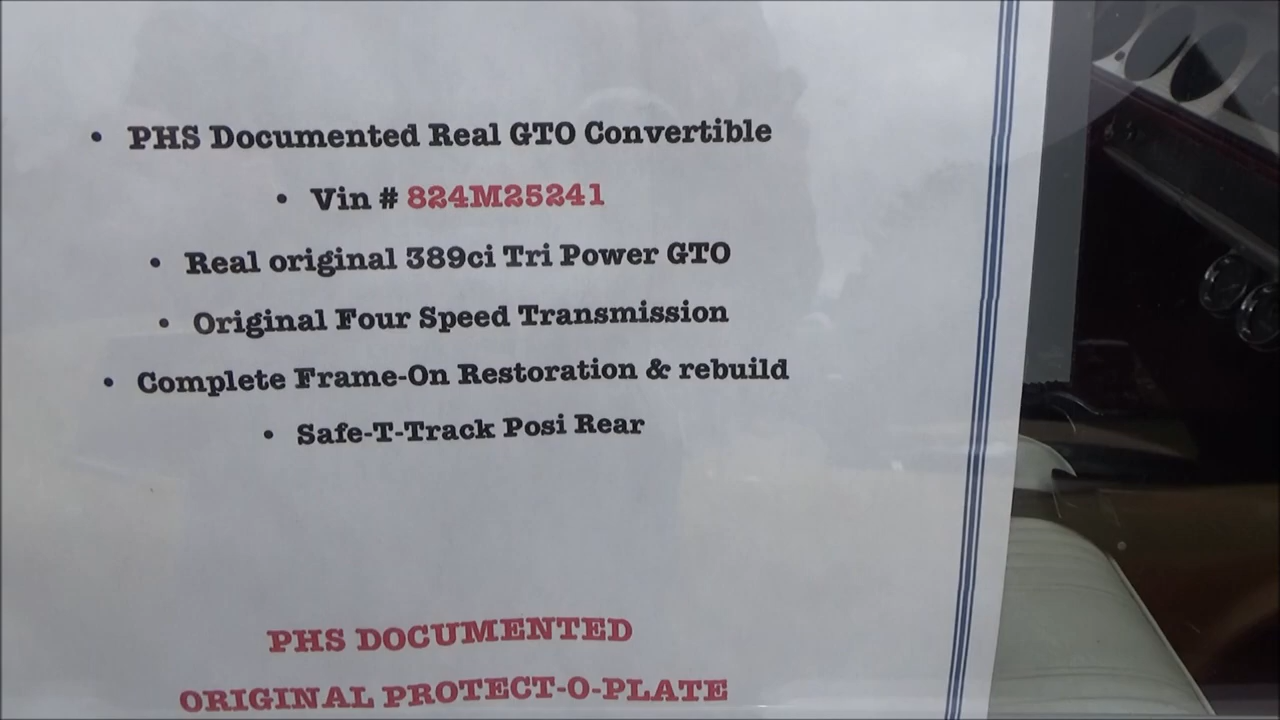 • PHS Documented Real GTO Convertible
• Vin # 824M25241
• Real original 389ci Tri Power GTO
• Original Four Speed Transmission
• Complete Frame-On Restoration & rebuild
• Safe-T-Track Posi Rear
PHS DOCUMENTED
ORIGINAL PROTECT-O-PLATE